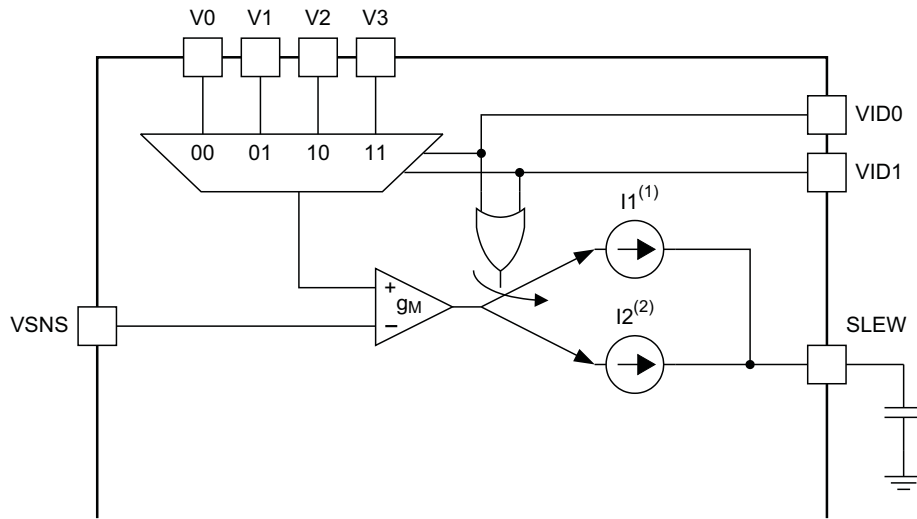 V0 V1 V2 V3
VID0
00 01 10 11
VID1
I1(1)
+
gM
−
I2(2)
VSNS
SLEW